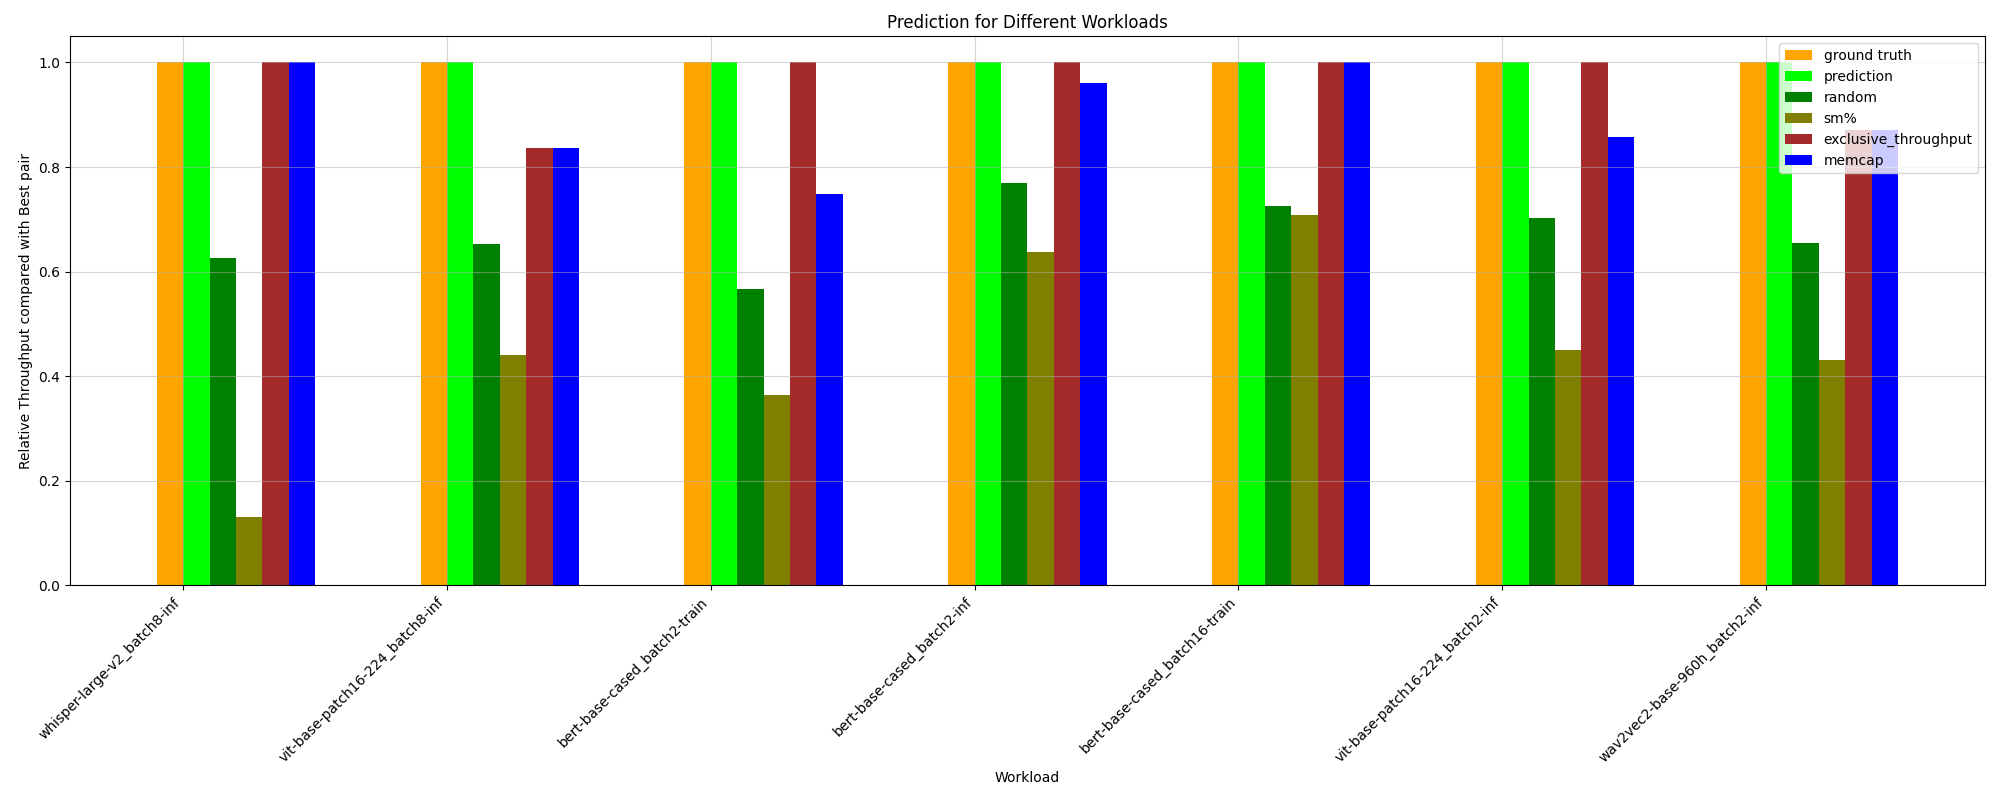 Prediction for Different Workloads
Relative Throughput compared with Best pair
1.0
0.8
0.6
0.4
0.2
0.0
ground truth
prediction
random
sm%
exclusive_throughput
memcap
whisper-large-v2_batch8-inf
vit-base-patch16-224_batch8-inf
bert-base-cased_batch2-train
bert-base-cased_batch2-inf
bert-base-cased_batch16-train
vit-base-patch16-224_batch2-inf
wav2vec2-base-960h_batch2-inf
Workload